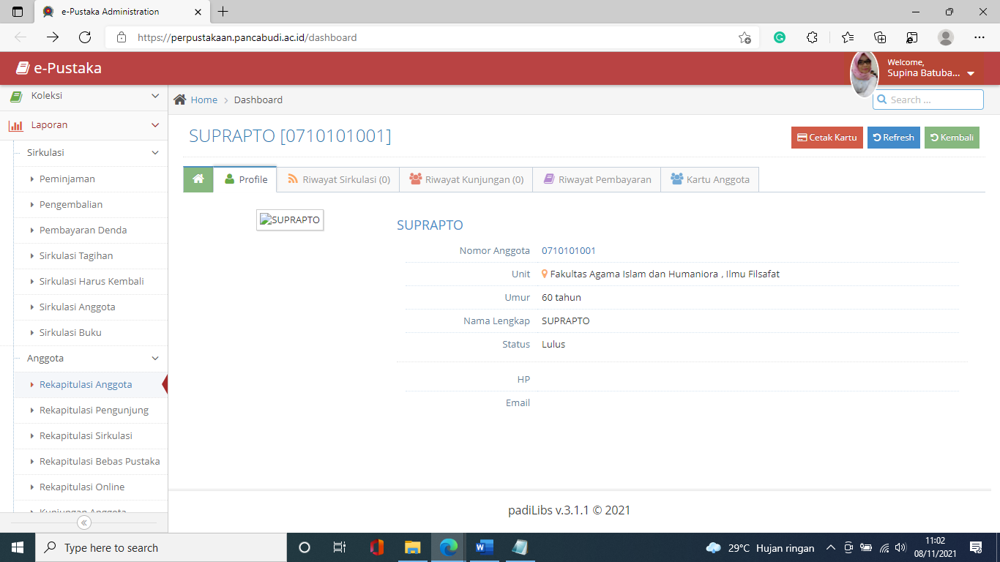 e-Pustaka Administration
https://perpustakaan.pancabudi.ac.id/dashboard
e-Pustaka
Welcome,
Supina Batuba...
Koleksi
Laporan
Sirkulasi
Peminjaman
Pengembalian
Pembayaran Denda
Sirkulasi Tagihan
Sirkulasi Harus Kembali
Sirkulasi Anggota
Sirkulasi Buku
Anggota
Rekapitulasi Anggota
Rekapitulasi Pengunjung
Rekapitulasi Sirkulasi
Rekapitulasi Bebas Pustaka
Rekapitulasi Online
Kunjungan Anggota
Home > Dashboard
Search ...
SUPRAPTO [0710101001]
Cetak Kartu Refresh Kembali
Profile Riwayat Sirkulasi (0) Riwayat Kunjungan (0) Riwayat Pembayaran Kartu Anggota
SUPRAPTO
SUPRAPTO
Nomor Anggota 0710101001
Unit Fakultas Agama Islam dan Humaniora , Ilmu Filsafat
Umur 60 tahun
Nama Lengkap SUPRAPTO
Status Lulus
HP
Email
padiLibs v.3.1.1 © 2021
Type here to search
29°C Hujan ringan
11:02
08/11/2021